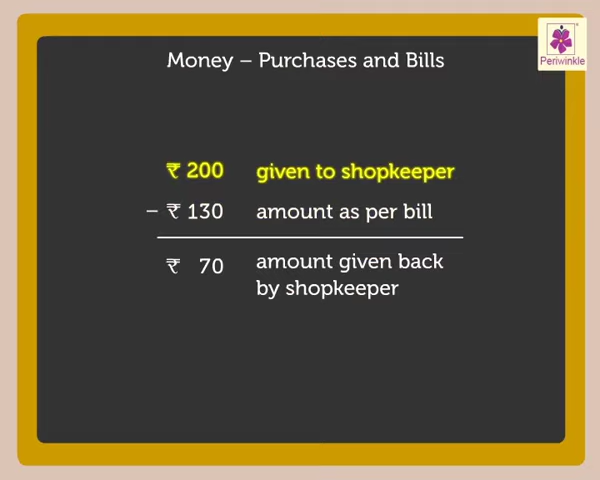 Money – Purchases and Bills
Periwinkle
₹ 200 given to shopkeeper
– ₹ 130 amount as per bill
₹ 70 amount given back
by shopkeeper